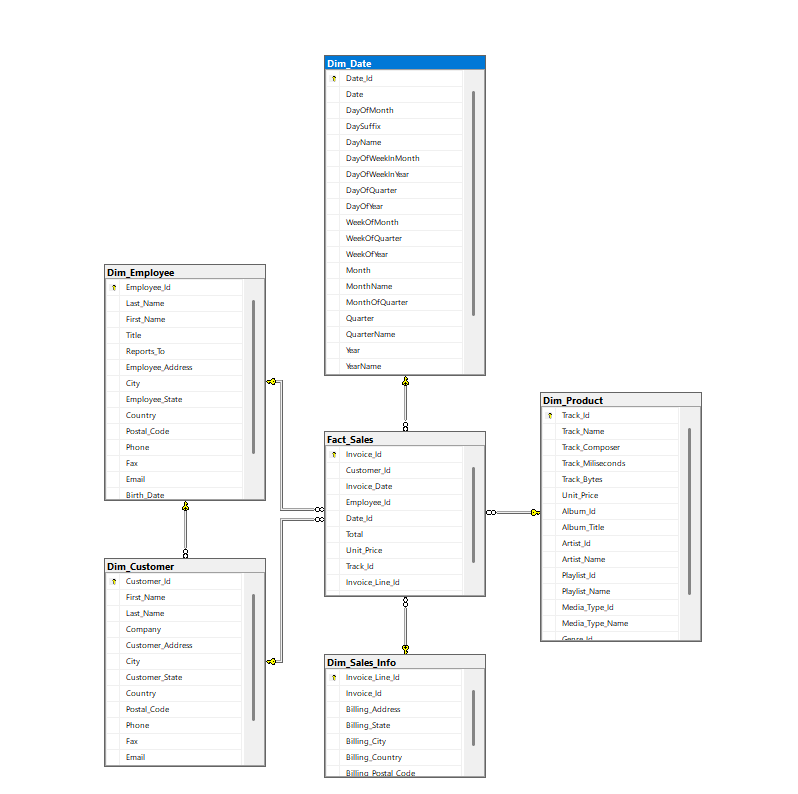 Dim_Date
Date_Id
Date
DayOfMonth
DaySuffix
DayName
DayOfWeekInMonth
DayOfWeekInYear
DayOfQuarter
DayOfYear
WeekOfMonth
WeekOfQuarter
WeekOfYear
Month
MonthName
MonthOfQuarter
Quarter
QuarterName
Year
YearName
Dim_Employee
Employee_Id
Last_Name
First_Name
Title
Reports_To
Employee_Address
City
Employee_State
Country
Postal_Code
Phone
Fax
Email
Birth_Date
Dim_Product
Track_Id
Track_Name
Track_Composer
Track_Miliseconds
Track_Bytes
Unit_Price
Album_Id
Album_Title
Artist_Id
Artist_Name
Playlist_Id
Playlist_Name
Media_Type_Id
Media_Type_Name
Genre_Id
Fact_Sales
Invoice_Id
Customer_Id
Invoice_Date
Employee_Id
Date_Id
Total
Unit_Price
Track_Id
Invoice_Line_Id
Dim_Customer
Customer_Id
First_Name
Last_Name
Company
Customer_Address
City
Customer_State
Country
Postal_Code
Phone
Fax
Email
Dim_Sales_Info
Invoice_Line_Id
Invoice_Id
Billing_Address
Billing_State
Billing_City
Billing_Country
Billing_Postal_Code